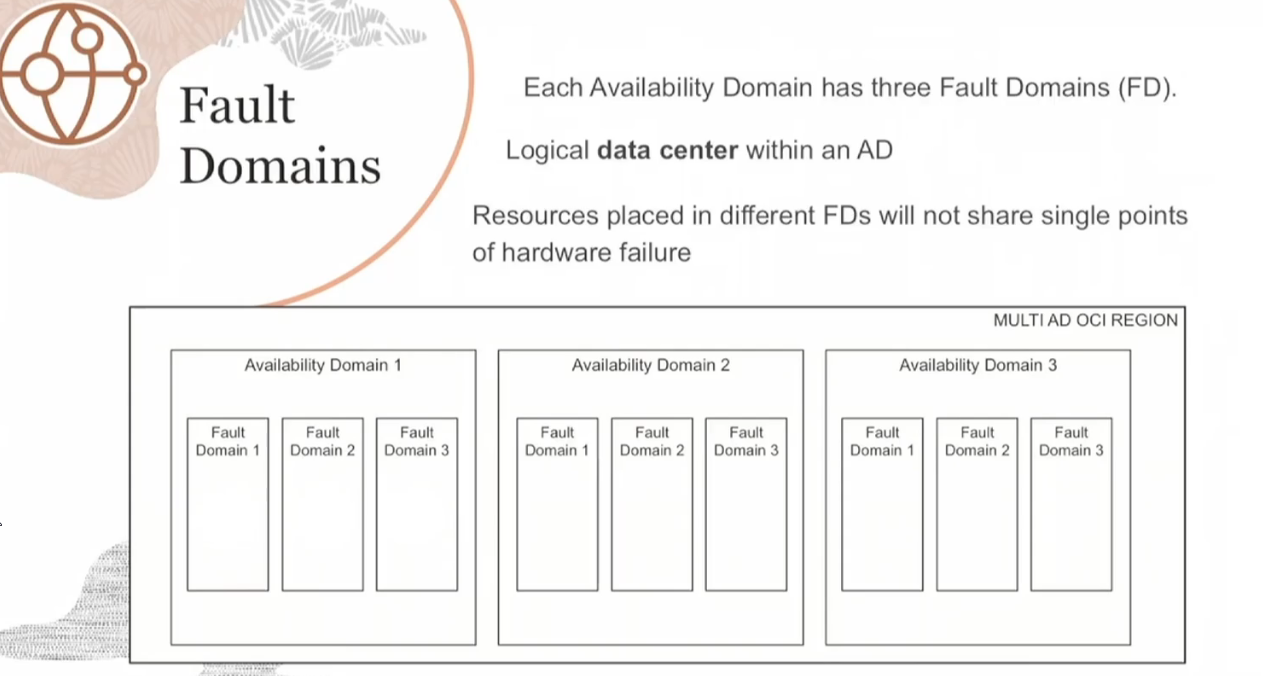 Fault
Domains
Each Availability Domain has three Fault Domains (FD).
Logical data center within an AD
Resources placed in different FDs will not share single points
of hardware failure
MULTI AD OCI REGION
Availability Domain 1
Fault
Domain 1
Fault
Domain 2
Fault
Domain 3
Availability Domain 2
Fault
Domain 1
Fault
Domain 2
Fault
Domain 3
Availability Domain 3
Fault
Domain 1
Fault
Domain 2
Fault
Domain 3